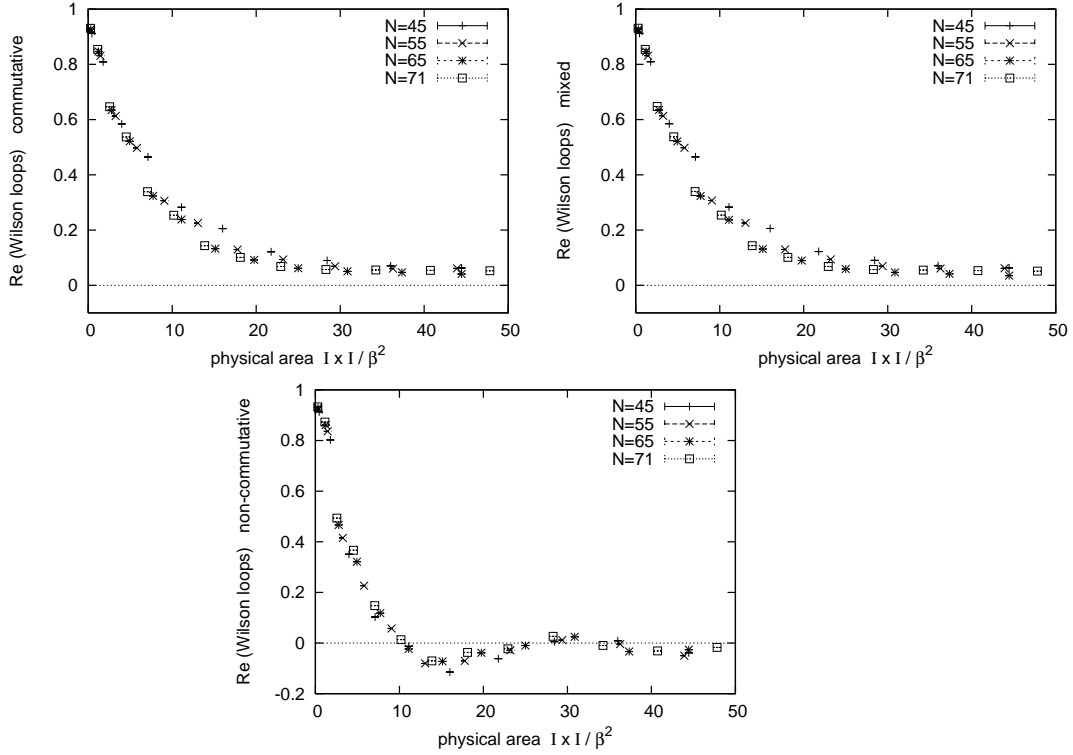 Re (Wilson loops) commutative
1
0.8
0.6
0.4
0.2
0
0 10 20 30 40 50
physical area I x I / β²
N=45
N=55
N=65
N=71
Re (Wilson loops) mixed
1
0.8
0.6
0.4
0.2
0
0 10 20 30 40 50
physical area I x I / β²
N=45
N=55
N=65
N=71
Re (Wilson loops) non-commutative
1
0.8
0.6
0.4
0.2
0
-0.2
0 10 20 30 40 50
physical area I x I / β²
N=45
N=55
N=65
N=71